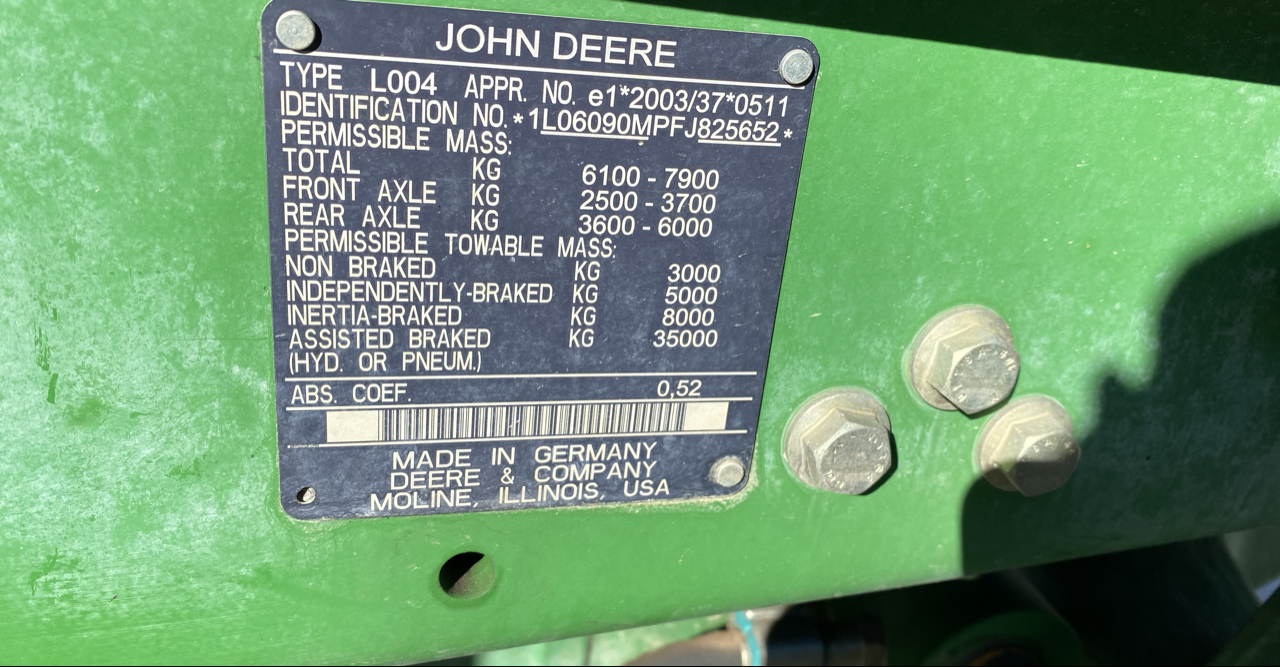 JOHN DEERE
TYPE L004 APPR. NO. e1*2003/37*0511
IDENTIFICATION NO. *1L06090MPFJ825652*
PERMISSIBLE MASS:
TOTAL KG 6100 - 7900
FRONT AXLE KG 2500 - 3700
REAR AXLE KG 3600 - 6000
PERMISSIBLE TOWABLE MASS:
NON BRAKED KG 3000
INDEPENDENTLY-BRAKED KG 5000
INERTIA-BRAKED KG 8000
ASSISTED BRAKED KG 35000
(HYD. OR PNEUM.)
ABS. COEF. 0,52
MADE IN GERMANY
DEERE & COMPANY
MOLINE, ILLINOIS, USA